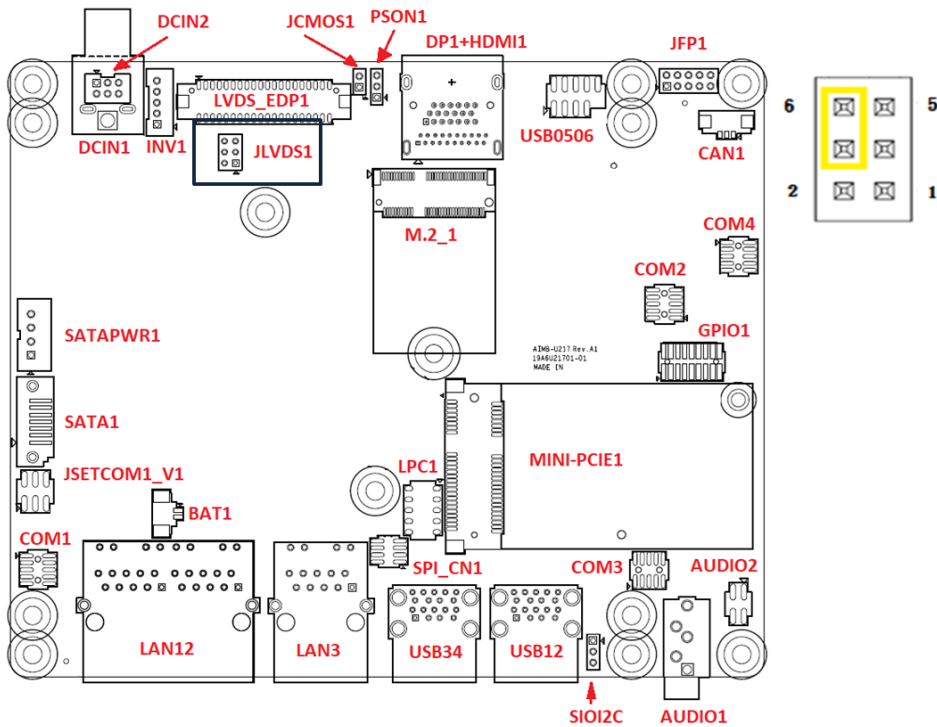 DCIN2
JCMOS1
PSON1
DP1+HDMI1
JFP1
LVDS_EDP1
USB0506
6
5
DCIN1
INV1
JLVDS1
CAN1
2
1
M.2_1
COM4
COM2
SATAPWR1
GPIO1
AIMB-U217 Rev.A1
19A6U21701-01
MADE IN
SATA1
JSETCOM1_V1
LPC1
MINI-PCIE1
BAT1
COM1
SPI_CN1
COM3
AUDIO2
LAN12
LAN3
USB34
USB12
SIOI2C
AUDIO1